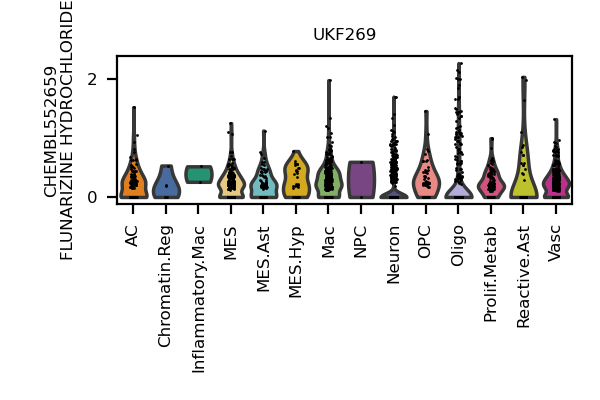 UKF269
CHEMBL552659
FLUNARIZINE HYDROCHLORIDE
2
0
AC
Chromatin.Reg
Inflammatory.Mac
MES
MES.Ast
MES.Hyp
Mac
NPC
Neuron
OPC
Oligo
Prolif.Metab
Reactive.Ast
Vasc